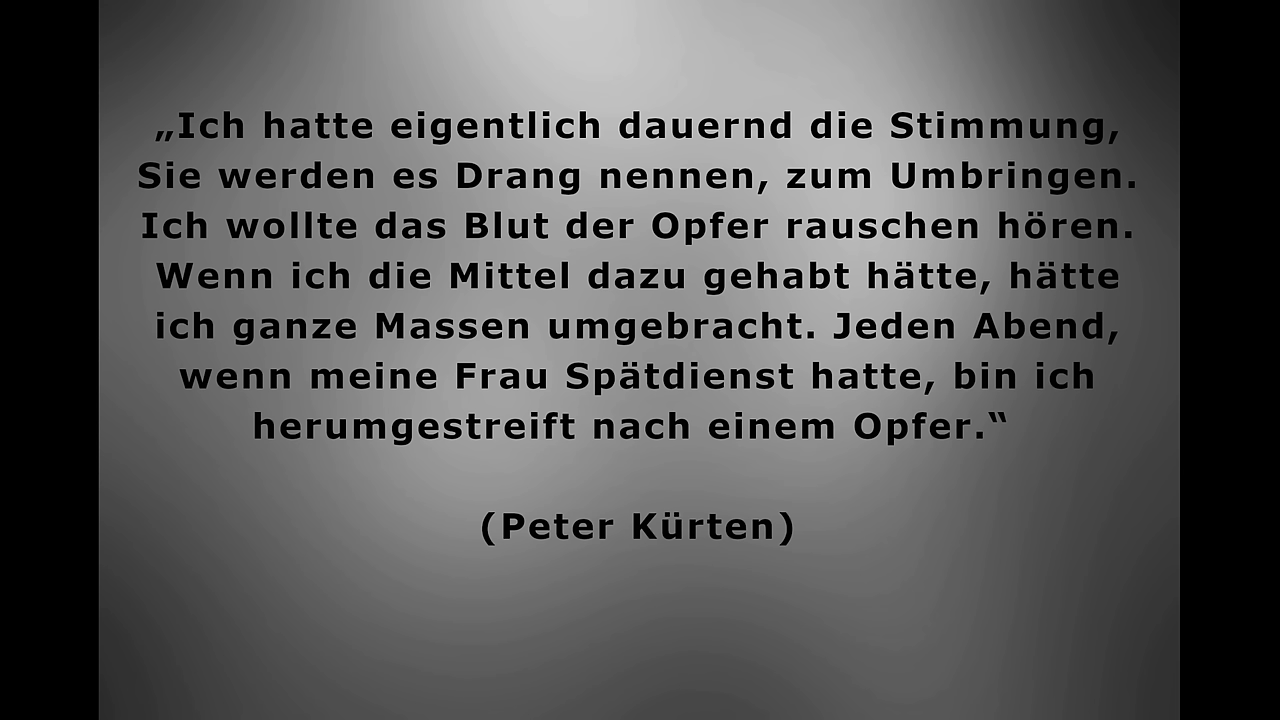 „Ich hatte eigentlich dauernd die Stimmung,
Sie werden es Drang nennen, zum Umbringen.
Ich wollte das Blut der Opfer rauschen hören.
Wenn ich die Mittel dazu gehabt hätte, hätte
ich ganze Massen umgebracht. Jeden Abend,
wenn meine Frau Spätdienst hatte, bin ich
herumgestreift nach einem Opfer.‟
(Peter Kürten)